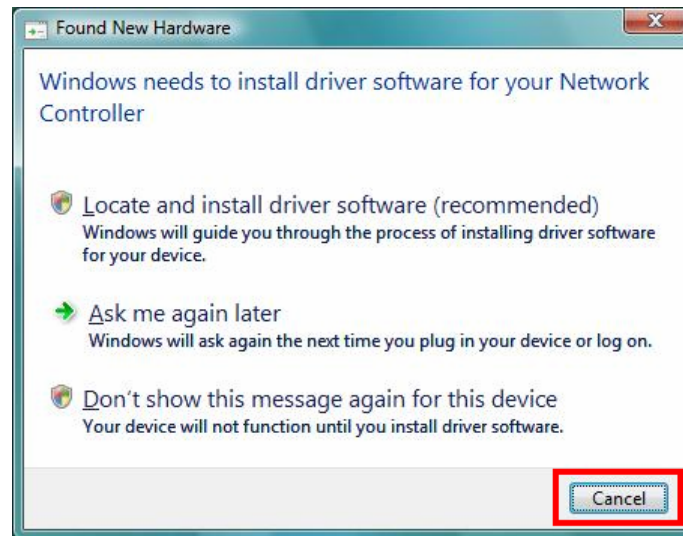 Found New Hardware
Windows needs to install driver software for your Network
Controller
Locate and install driver software (recommended)
Windows will guide you through the process of installing driver software
for your device.
Ask me again later
Windows will ask again the next time you plug in your device or log on.
Don't show this message again for this device
Your device will not function until you install driver software.
Cancel